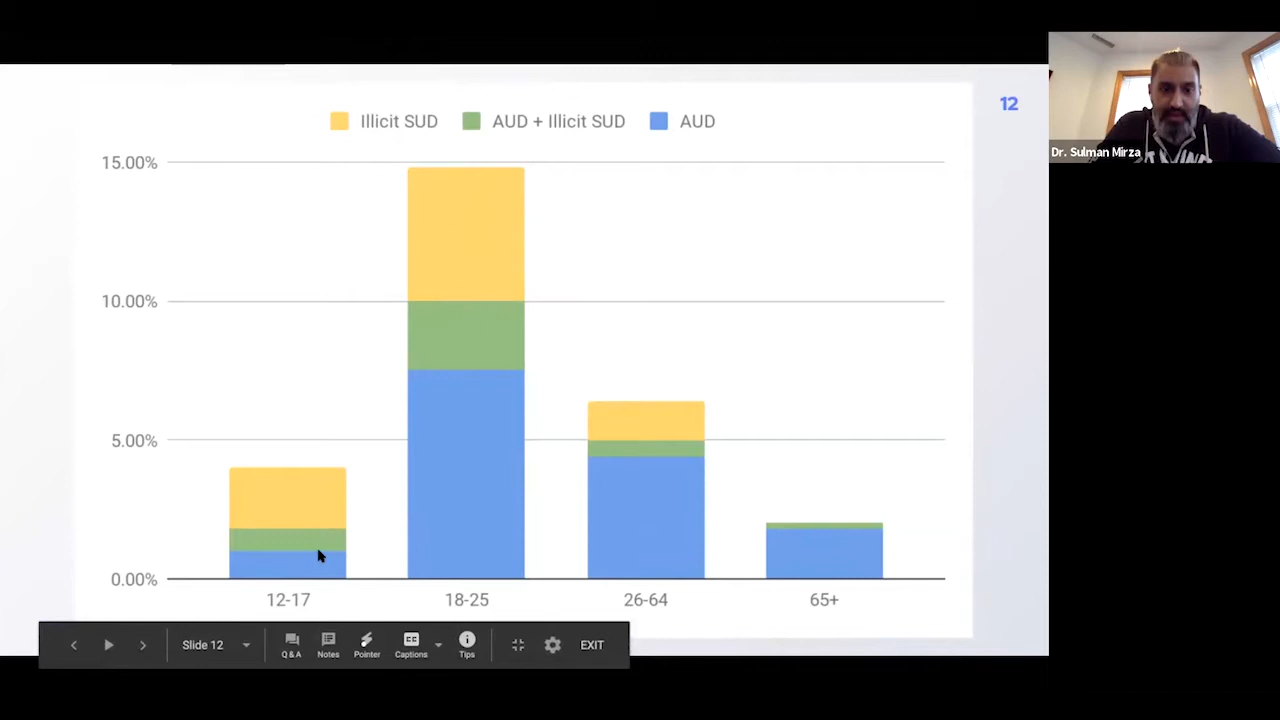 12
Illicit SUD AUD + Illicit SUD AUD
15.00%
10.00%
5.00%
0.00%
12-17 18-25 26-64 65+
Slide 12
Q & A Notes Pointer Captions Tips EXIT
CC
Dr. Sulman Mirza